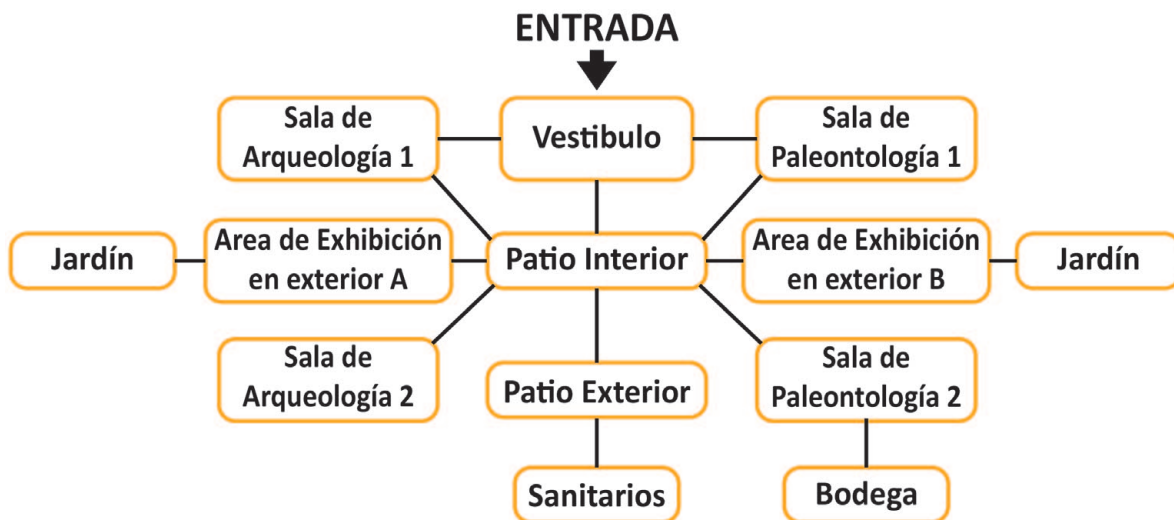 ENTRADA
Sala de
Arqueología 1
Vestibulo
Sala de
Paleontología 1
Jardín
Area de Exhibición
en exterior A
Patio Interior
Area de Exhibición
en exterior B
Jardín
Sala de
Arqueología 2
Patio Exterior
Sala de
Paleontología 2
Sanitarios
Bodega